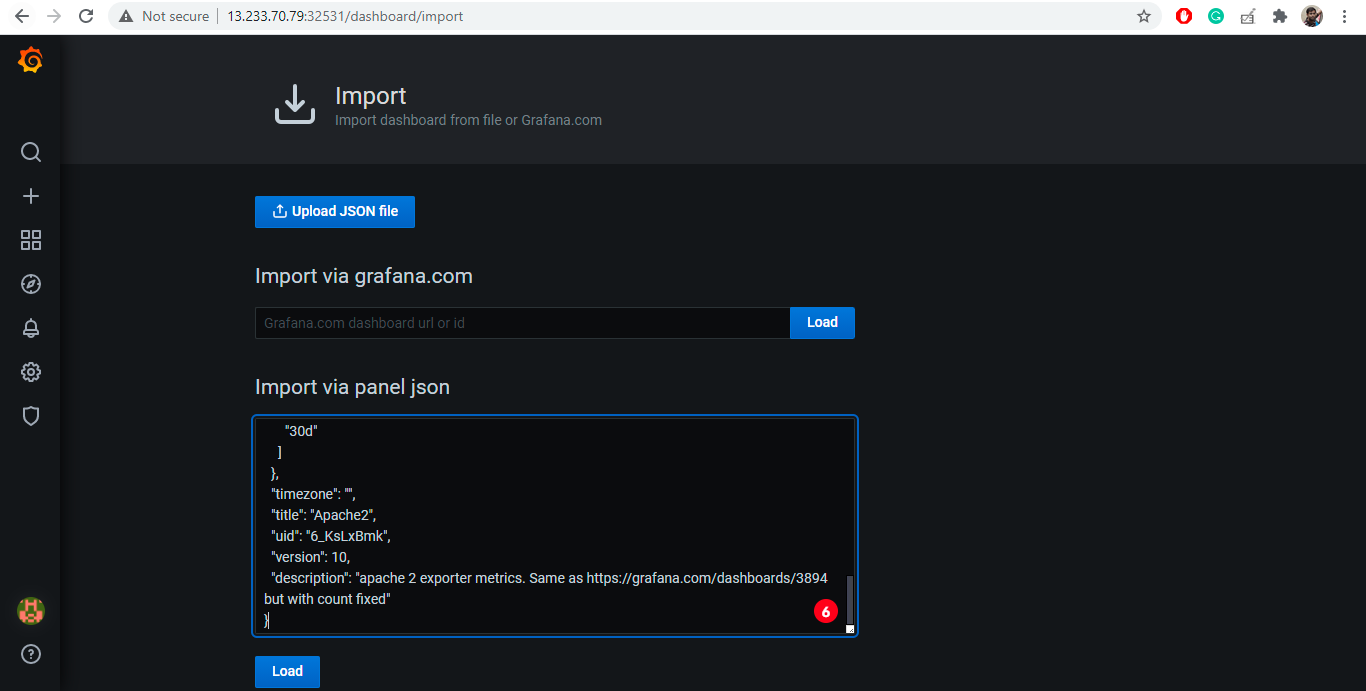 Not secure
13.233.70.79:32531/dashboard/import
Import
Import dashboard from file or Grafana.com
Upload JSON file
Import via grafana.com
Grafana.com dashboard url or id
Load
Import via panel json
"30d"
]
},
"timezone": "",
"title": "Apache2",
"uid": "6_KsLxBmk",
"version": 10,
"description": "apache 2 exporter metrics. Same as https://grafana.com/dashboards/3894
but with count fixed"
}
6
Load